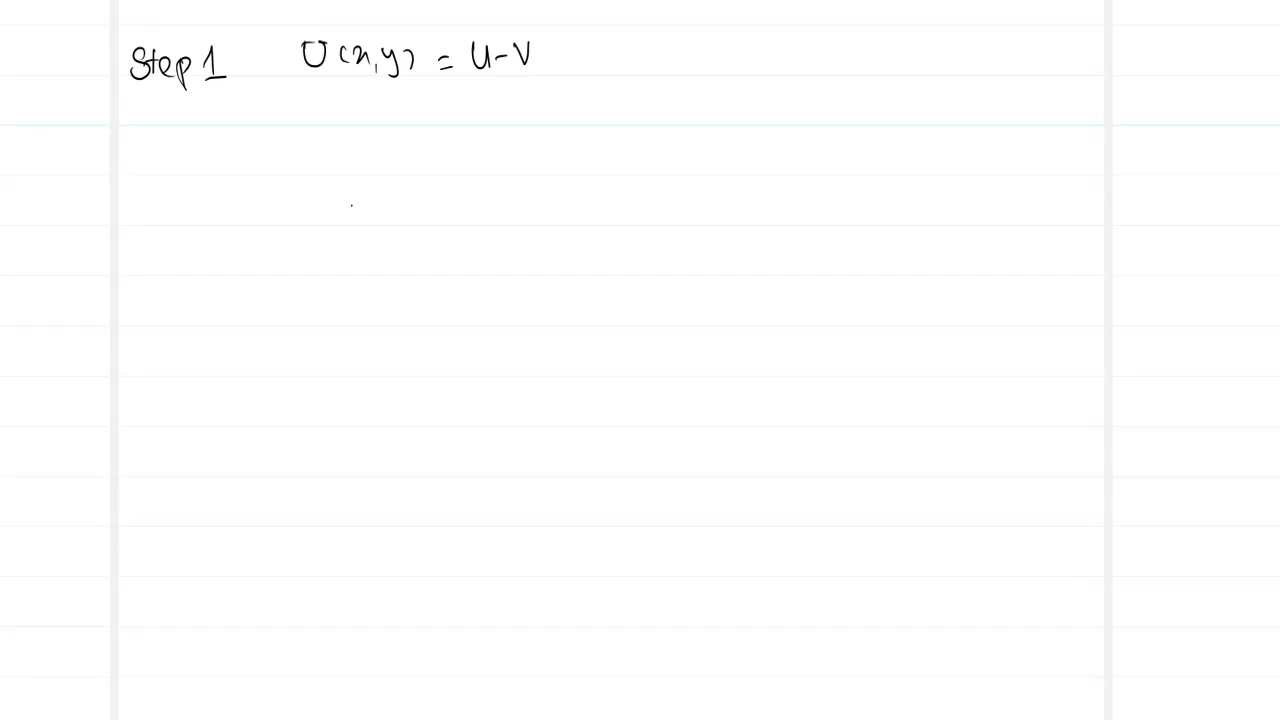 Step 1 U(x,y) = u-v